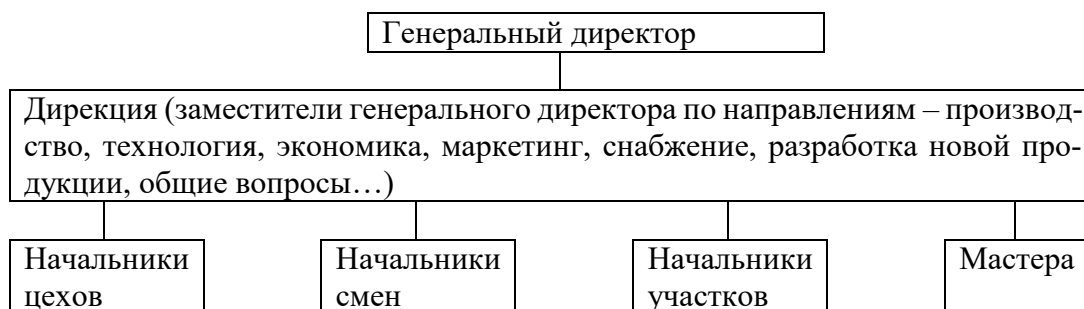 Генеральный директор
Дирекция (заместители генерального директора по направлениям – производ-
ство, технология, экономика, маркетинг, снабжение, разработка новой про-
дукции, общие вопросы…)
Начальники
цехов
Начальники
смен
Начальники
участков
Мастера